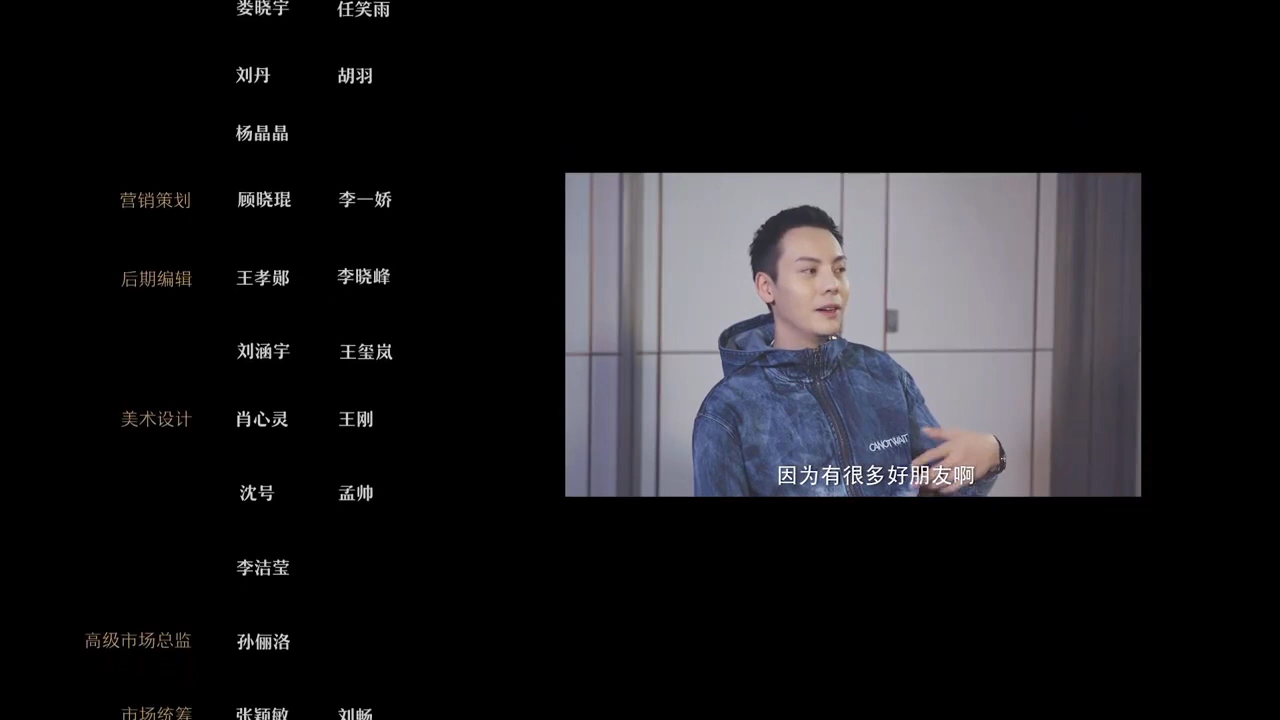 娄晓宇 任笑雨
刘丹 胡羽
杨晶晶
营销策划 顾晓琨 李一娇
后期编辑 王孝郧 李晓峰
刘涵宇 王玺岚
美术设计 肖心灵 王刚
沈号 孟帅
李洁莹
高级市场总监 孙俪洛
市场统筹 张颖敏 刘畅
CANOTWAIT
因为有很多好朋友啊